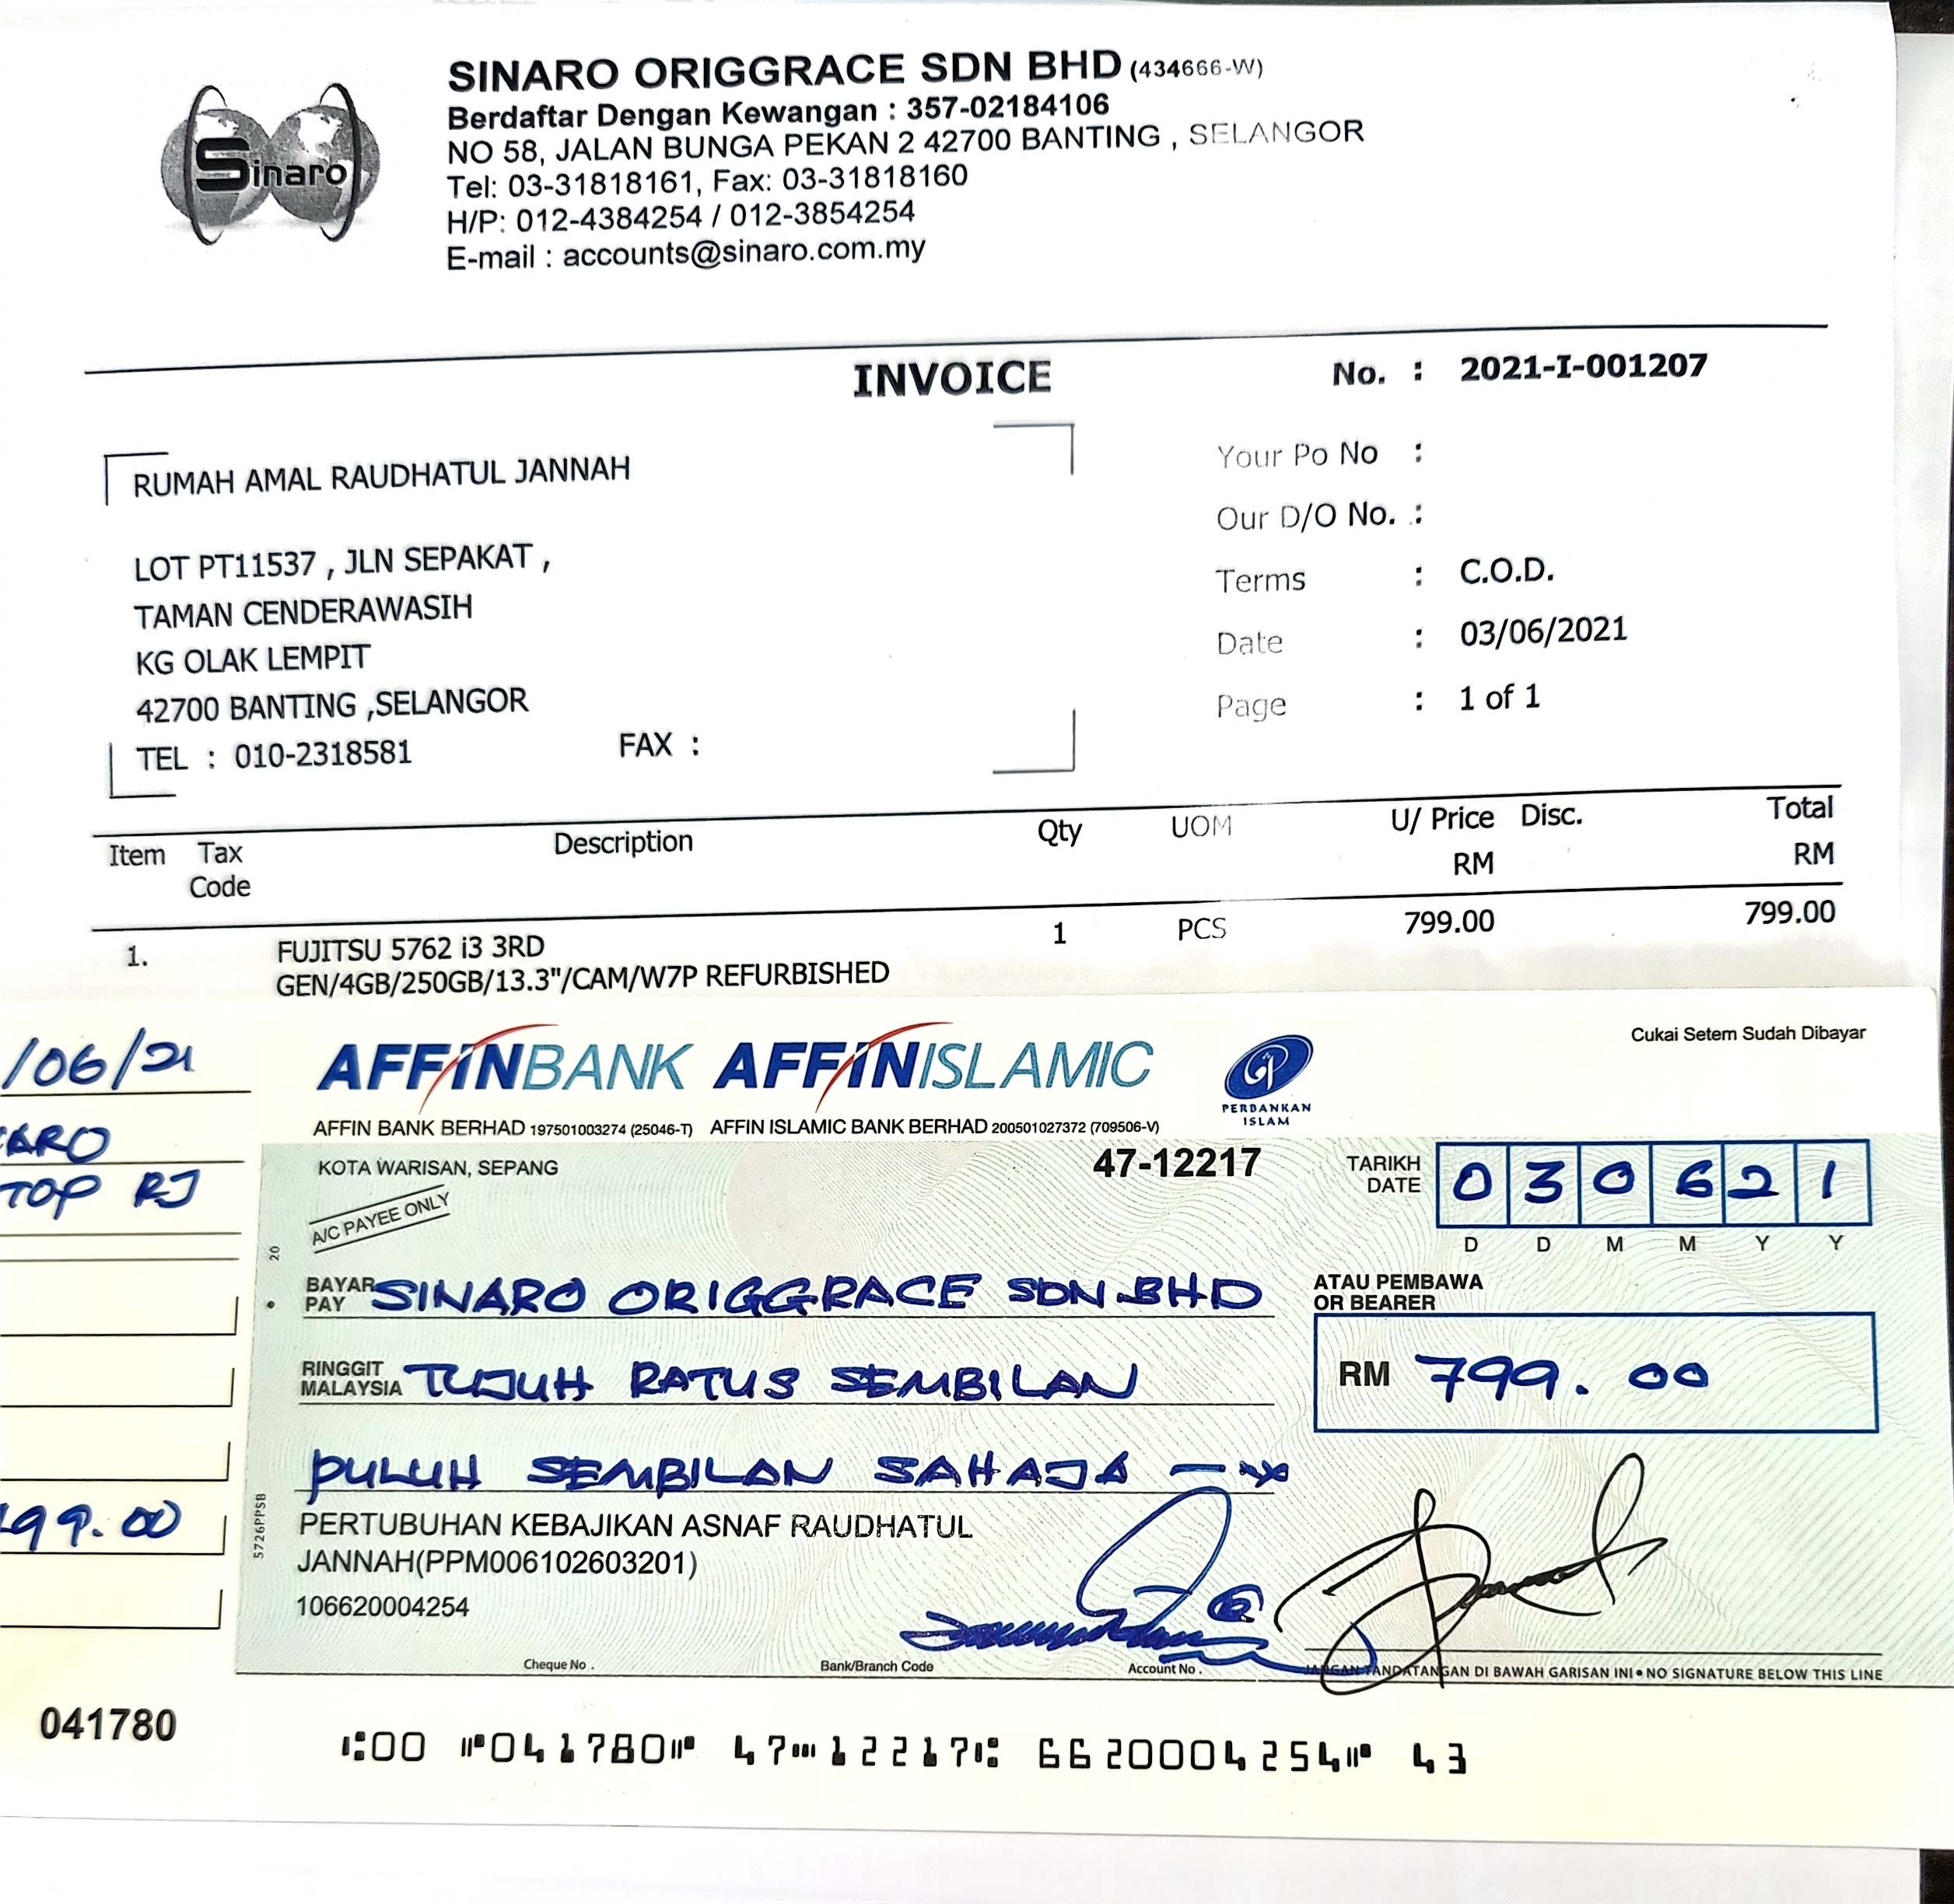 Sinaro
SINARO ORIGGRACE SDN BHD (434666-W)
Berdaftar Dengan Kewangan : 357-02184106
NO 58, JALAN BUNGA PEKAN 2 42700 BANTING , SELANGOR
Tel: 03-31818161, Fax: 03-31818160
H/P: 012-4384254 / 012-3854254
E-mail : accounts@sinaro.com.my
INVOICE
No. : 2021-I-001207
RUMAH AMAL RAUDHATUL JANNAH
LOT PT11537 , JLN SEPAKAT ,
TAMAN CENDERAWASIH
KG OLAK LEMPIT
42700 BANTING ,SELANGOR
TEL : 010-2318581 FAX :
Your Po No :
Our D/O No. :
Terms : C.O.D.
Date : 03/06/2021
Page : 1 of 1
Item Tax Code Description Qty UOM U/ Price RM Disc. Total RM
1. FUJITSU 5762 i3 3RD 1 PCS 799.00 799.00
GEN/4GB/250GB/13.3"/CAM/W7P REFURBISHED
/06/21
ARO
TOP RJ
99.00
041780
AFFINBANK AFFINISLAMIC
PERBANKAN
ISLAM
Cukai Setem Sudah Dibayar
AFFIN BANK BERHAD 197501003274 (25046-T) AFFIN ISLAMIC BANK BERHAD 200501027372 (709506-V)
KOTA WARISAN, SEPANG
47-12217
TARIKH
DATE
030621
D D M M Y Y
A/C PAYEE ONLY
20
BAYAR
PAY SINARO ORIGGRACE SDN BHD
ATAU PEMBAWA
OR BEARER
RINGGIT
MALAYSIA TUJUH RATUS SEMBILAN
RM 799.00
PULUH SEMBILAN SAHAJA
5726PPSB
PERTUBUHAN KEBAJIKAN ASNAF RAUDHATUL
JANNAH(PPM006102603201)
106620004254
Cheque No . Bank/Branch Code Account No .
JANGAN TANDATANGAN DI BAWAH GARISAN INI • NO SIGNATURE BELOW THIS LINE
⑆00 ⑈041780⑈ 47⑉12217⑆ 6620004254⑈ 43